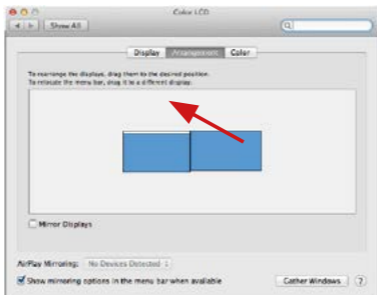 Color LCD
Show All
Display Arrangement Color
To rearrange the displays, drag them to the desired position.
To relocate the menu bar, drag it to a different display.
Mirror Displays
AirPlay Mirroring: No Devices Detected
Show mirroring options in the menu bar when available
Gather Windows ?